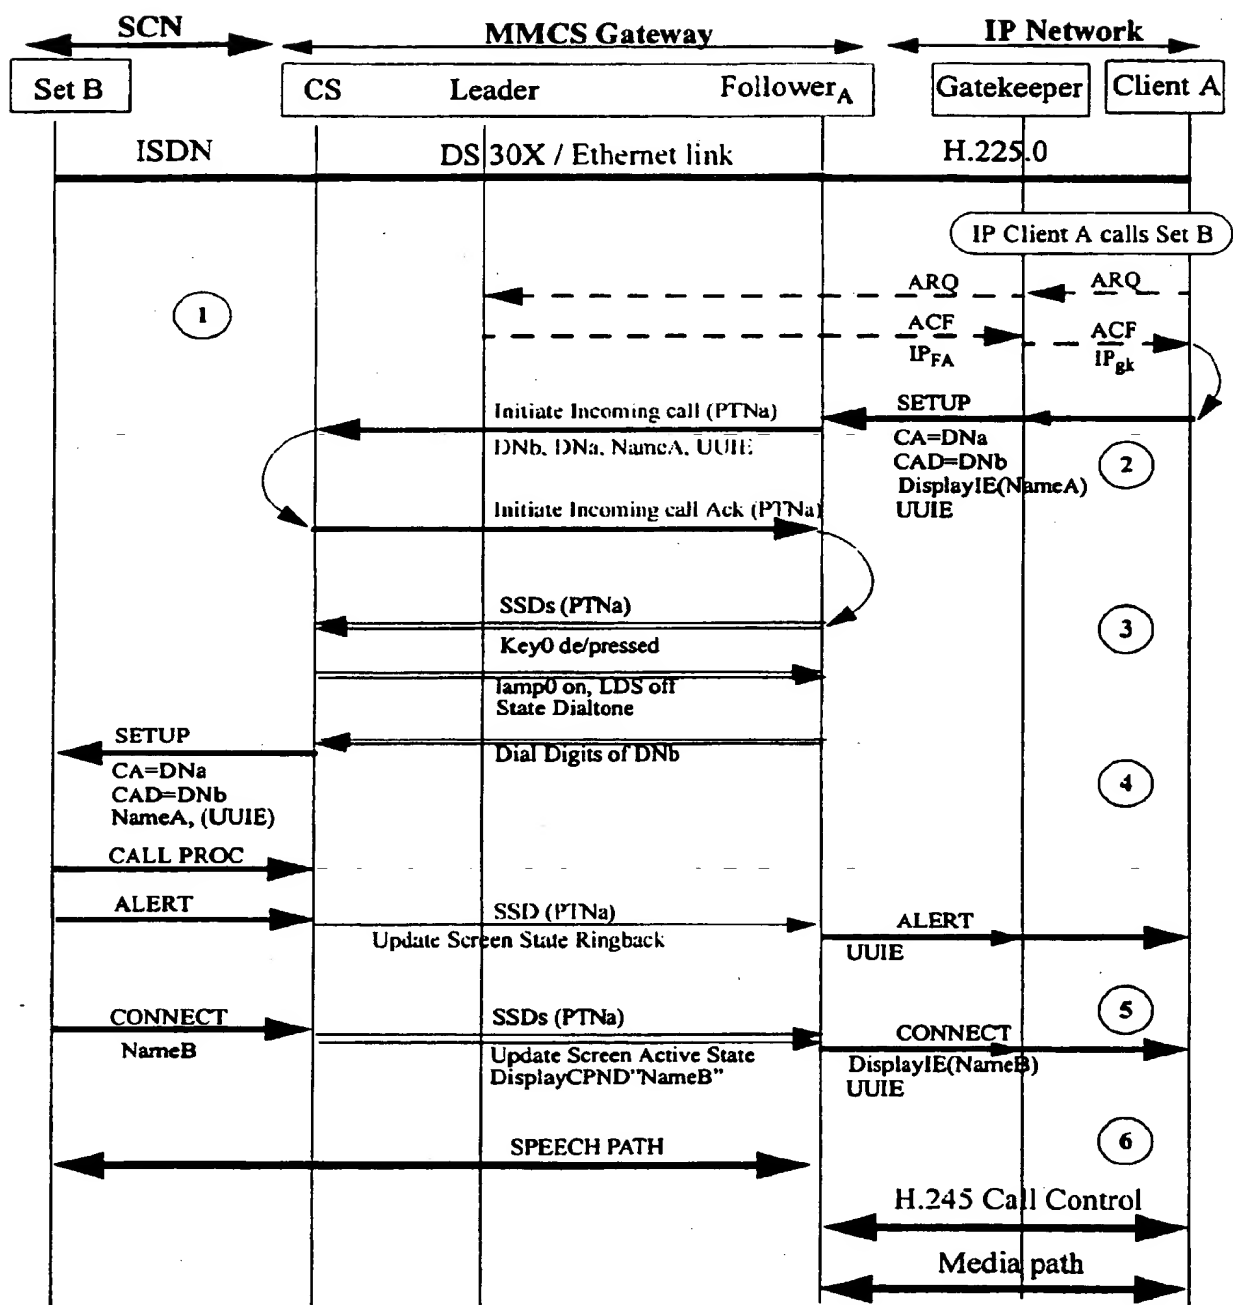 SCN
MMCS Gateway
IP Network
Set B
CS
Leader
FollowerA
Gatekeeper
Client A
ISDN
DS 30X / Ethernet link
H.225.0
IP Client A calls Set B
ARQ
ARQ
1
ACF
IPFA
ACF
IPgk
Initiate Incoming call (PTNa)
DNb, DNa, NameA, UUIE
SETUP
CA=DNa
CAD=DNb
DisplayIE(NameA)
UUIE
2
Initiate Incoming call Ack (PTNa)
SSDs (PTNa)
Key0 de/pressed
3
lamp0 on, LDS off
State Dialtone
SETUP
CA=DNa
CAD=DNb
NameA, (UUIE)
Dial Digits of DNb
4
CALL PROC
ALERT
SSD (PTNa)
Update Screen State Ringback
ALERT
UUIE
5
CONNECT
NameB
SSDs (PTNa)
Update Screen Active State
DisplayCPND"NameB"
CONNECT
DisplayIE(NameB)
UUIE
6
SPEECH PATH
H.245 Call Control
Media path